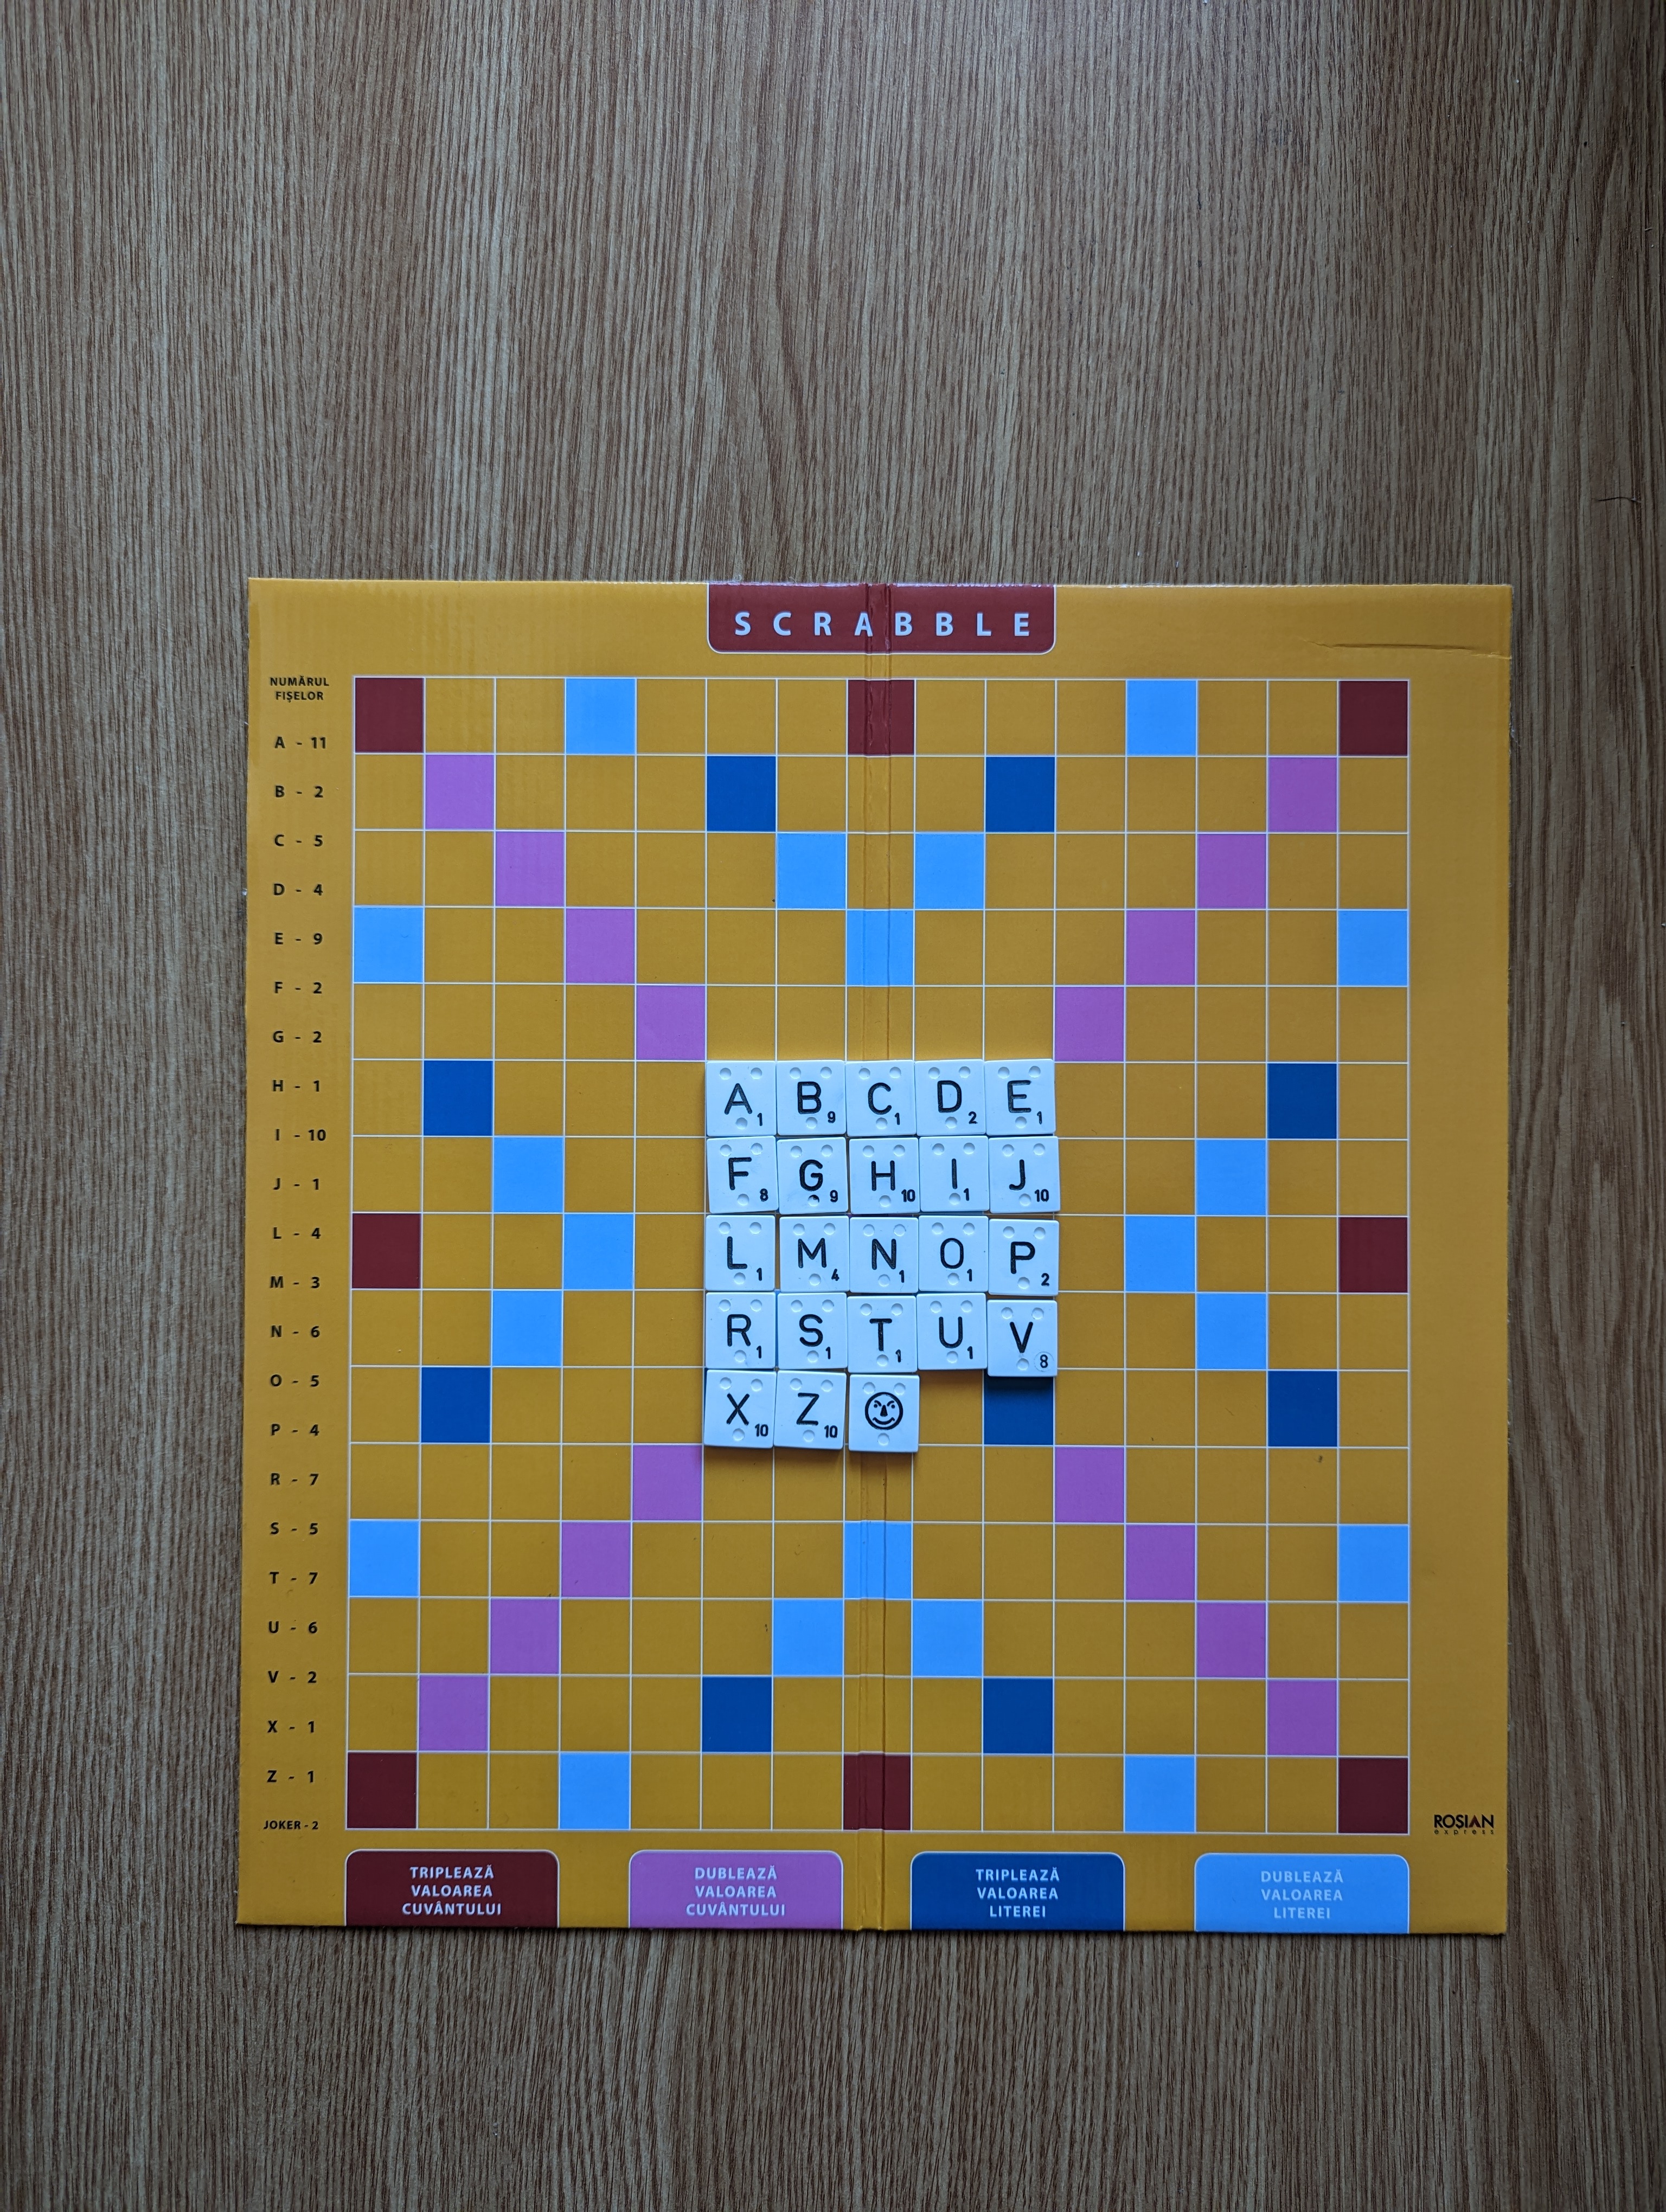 SCRABBLE
NUMĂRUL
FIȘELOR
A - 11
B - 2
C - 5
D - 4
E - 9
F - 2
G - 2
H - 1
I - 10
J - 1
L - 4
M - 3
N - 6
O - 5
P - 4
R - 7
S - 5
T - 7
U - 6
V - 2
X - 1
Z - 1
JOKER - 2
A1 B9 C1 D2 E1
F8 G9 H10 I1 J10
L1 M4 N1 O1 P2
R1 S1 T1 U1 V8
X10 Z10
ROSIAN
express
TRIPLEAZĂ
VALOAREA
CUVÂNTULUI
DUBLEAZĂ
VALOAREA
CUVÂNTULUI
TRIPLEAZĂ
VALOAREA
LITEREI
DUBLEAZĂ
VALOAREA
LITEREI